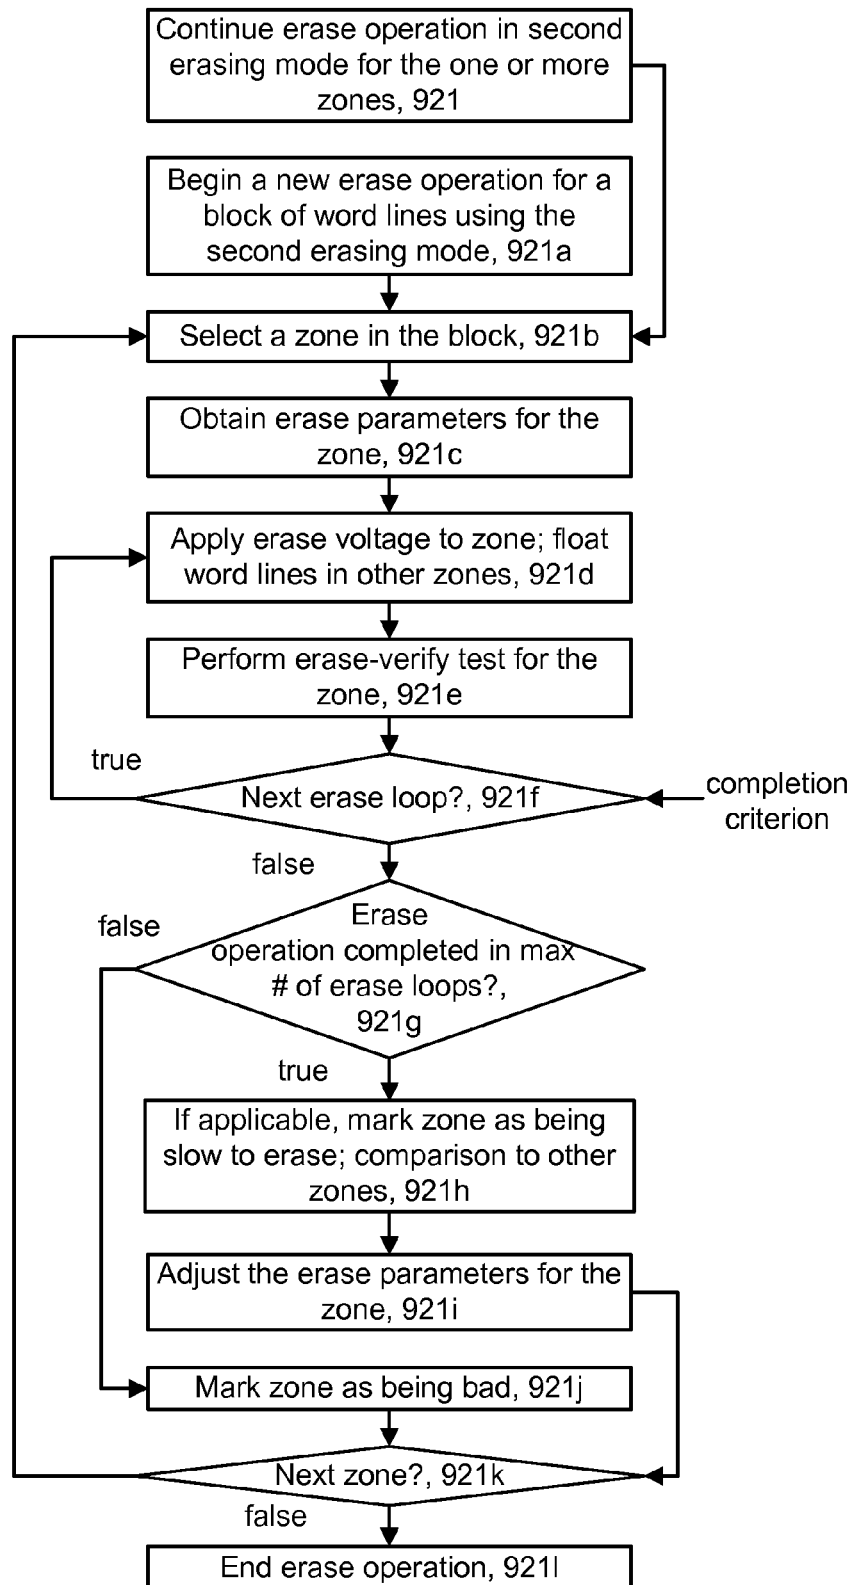 Continue erase operation in second
erasing mode for the one or more
zones, 921
Begin a new erase operation for a
block of word lines using the
second erasing mode, 921a
Select a zone in the block, 921b
Obtain erase parameters for the
zone, 921c
Apply erase voltage to zone; float
word lines in other zones, 921d
Perform erase-verify test for the
zone, 921e
true
Next erase loop?, 921f
completion
criterion
false
false
Erase
operation completed in max
# of erase loops?,
921g
true
If applicable, mark zone as being
slow to erase; comparison to other
zones, 921h
Adjust the erase parameters for the
zone, 921i
Mark zone as being bad, 921j
Next zone?, 921k
false
End erase operation, 921l